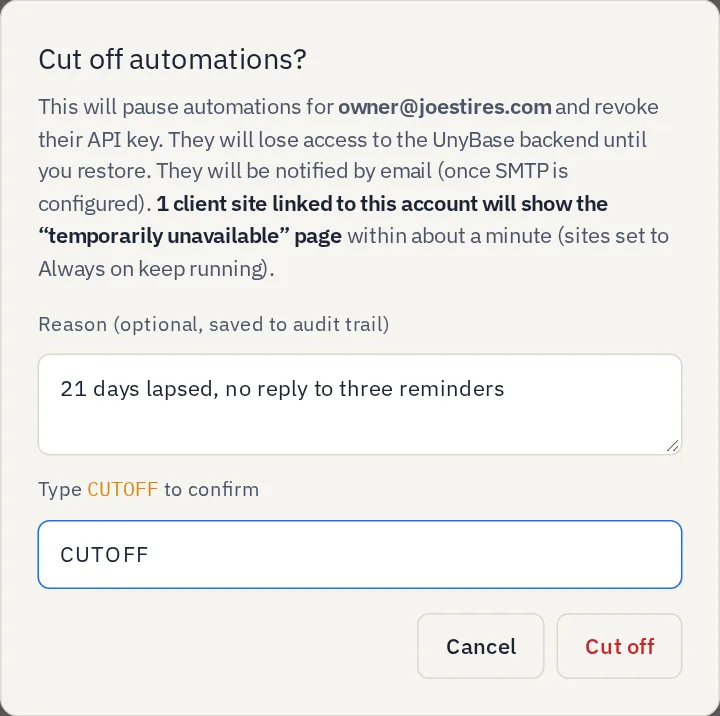 Cut off automations?
This will pause automations for owner@joestires.com and revoke
their API key. They will lose access to the UnyBase backend until
you restore. They will be notified by email (once SMTP is
configured). 1 client site linked to this account will show the
“temporarily unavailable” page within about a minute (sites set to
Always on keep running).
Reason (optional, saved to audit trail)
21 days lapsed, no reply to three reminders
Type CUTOFF to confirm
CUTOFF
Cancel
Cut off